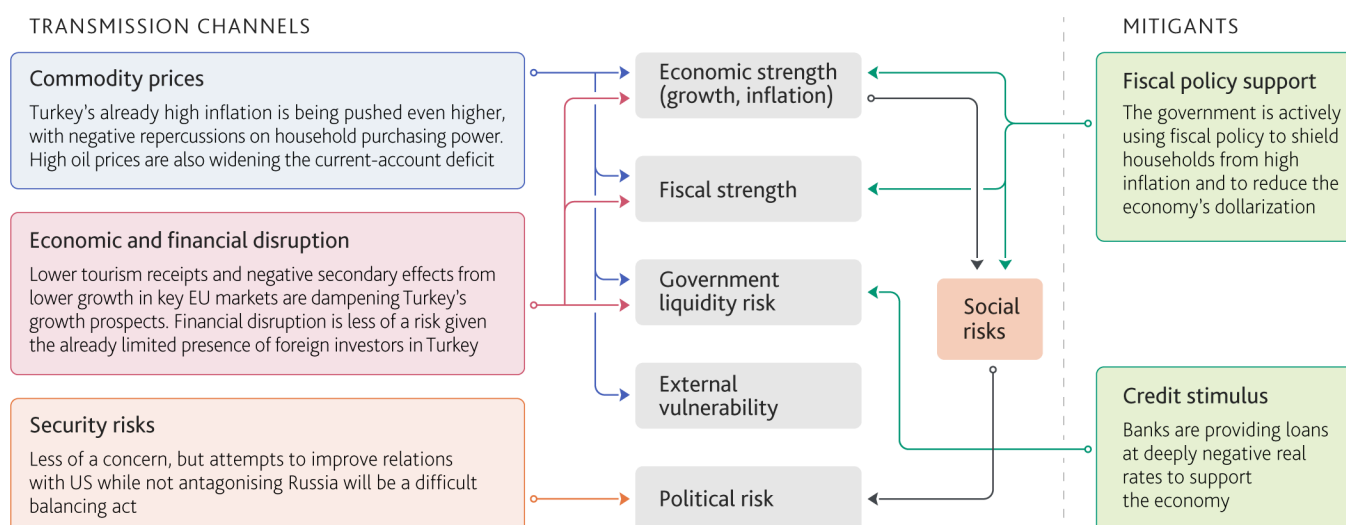 TRANSMISSION CHANNELS
Commodity prices
Turkey's already high inflation is being pushed even higher,
with negative repercussions on household purchasing power.
High oil prices are also widening the current-account deficit
Economic and financial disruption
Lower tourism receipts and negative secondary effects from
lower growth in key EU markets are dampening Turkey's
growth prospects. Financial disruption is less of a risk given
the already limited presence of foreign investors in Turkey
Security risks
Less of a concern, but attempts to improve relations
with US while not antagonising Russia will be a difficult
balancing act
Economic strength
(growth, inflation)
Fiscal strength
Government
liquidity risk
External
vulnerability
Political risk
Social
risks
MITIGANTS
Fiscal policy support
The government is actively
using fiscal policy to shield
households from high
inflation and to reduce the
economy's dollarization
Credit stimulus
Banks are providing loans
at deeply negative real
rates to support
the economy